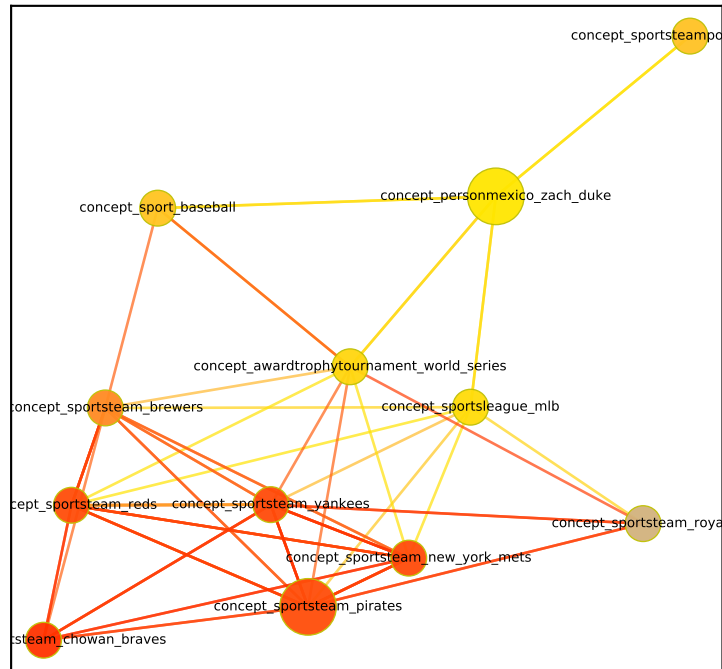 concept_sportsteampo
concept_personmexico_zach_duke
concept_sport_baseball
concept_awardtrophytournament_world_series
concept_sportsteam_brewers
concept_sportsleague_mlb
cept_sportsteam_reds
concept_sportsteam_yankees
concept_sportsteam_roya
concept_sportsteam_new_york_mets
concept_sportsteam_pirates
tsteam_chowan_braves